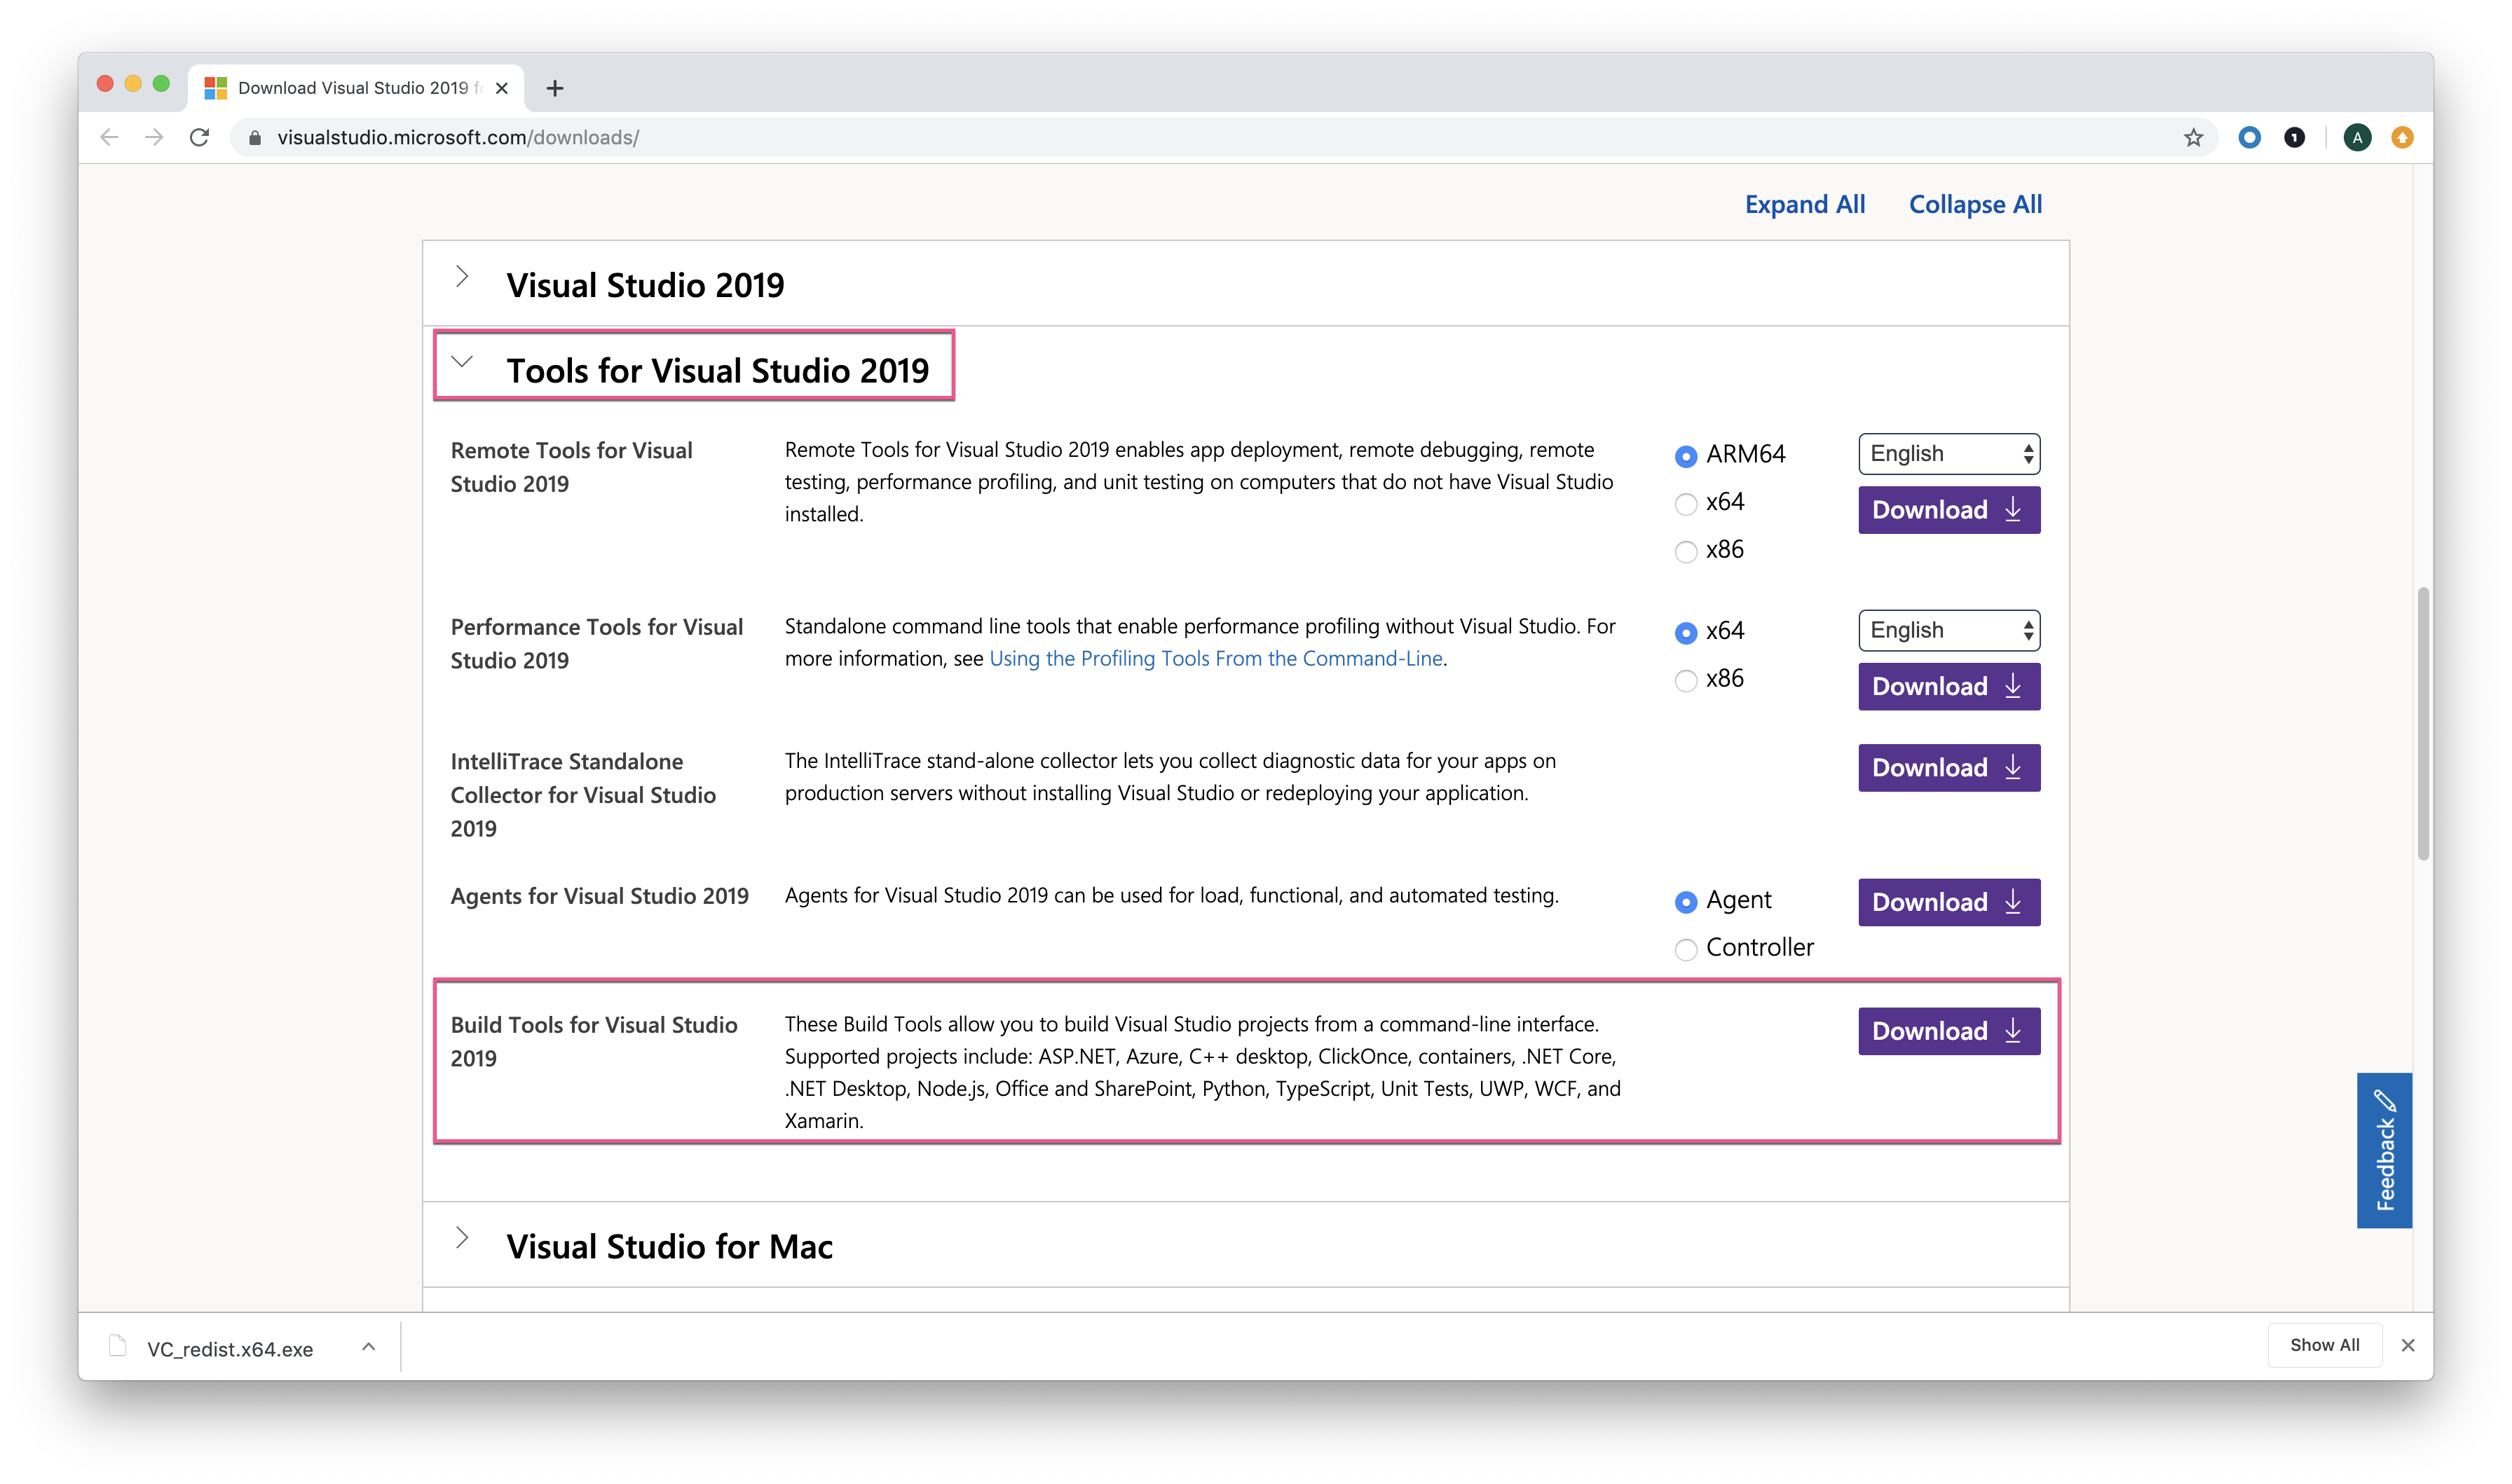 Download Visual Studio 2019 f
visualstudio.microsoft.com/downloads/
A
Expand All
Collapse All
Visual Studio 2019
Tools for Visual Studio 2019
Remote Tools for Visual
Studio 2019
Remote Tools for Visual Studio 2019 enables app deployment, remote debugging, remote
testing, performance profiling, and unit testing on computers that do not have Visual Studio
installed.
ARM64
x64
x86
English
Download
Performance Tools for Visual
Studio 2019
Standalone command line tools that enable performance profiling without Visual Studio. For
more information, see Using the Profiling Tools From the Command-Line.
x64
x86
English
Download
IntelliTrace Standalone
Collector for Visual Studio
2019
The IntelliTrace stand-alone collector lets you collect diagnostic data for your apps on
production servers without installing Visual Studio or redeploying your application.
Download
Agents for Visual Studio 2019
Agents for Visual Studio 2019 can be used for load, functional, and automated testing.
Agent
Controller
Download
Build Tools for Visual Studio
2019
These Build Tools allow you to build Visual Studio projects from a command-line interface.
Supported projects include: ASP.NET, Azure, C++ desktop, ClickOnce, containers, .NET Core,
.NET Desktop, Node.js, Office and SharePoint, Python, TypeScript, Unit Tests, UWP, WCF, and
Xamarin.
Download
Feedback
Visual Studio for Mac
VC_redist.x64.exe
Show All